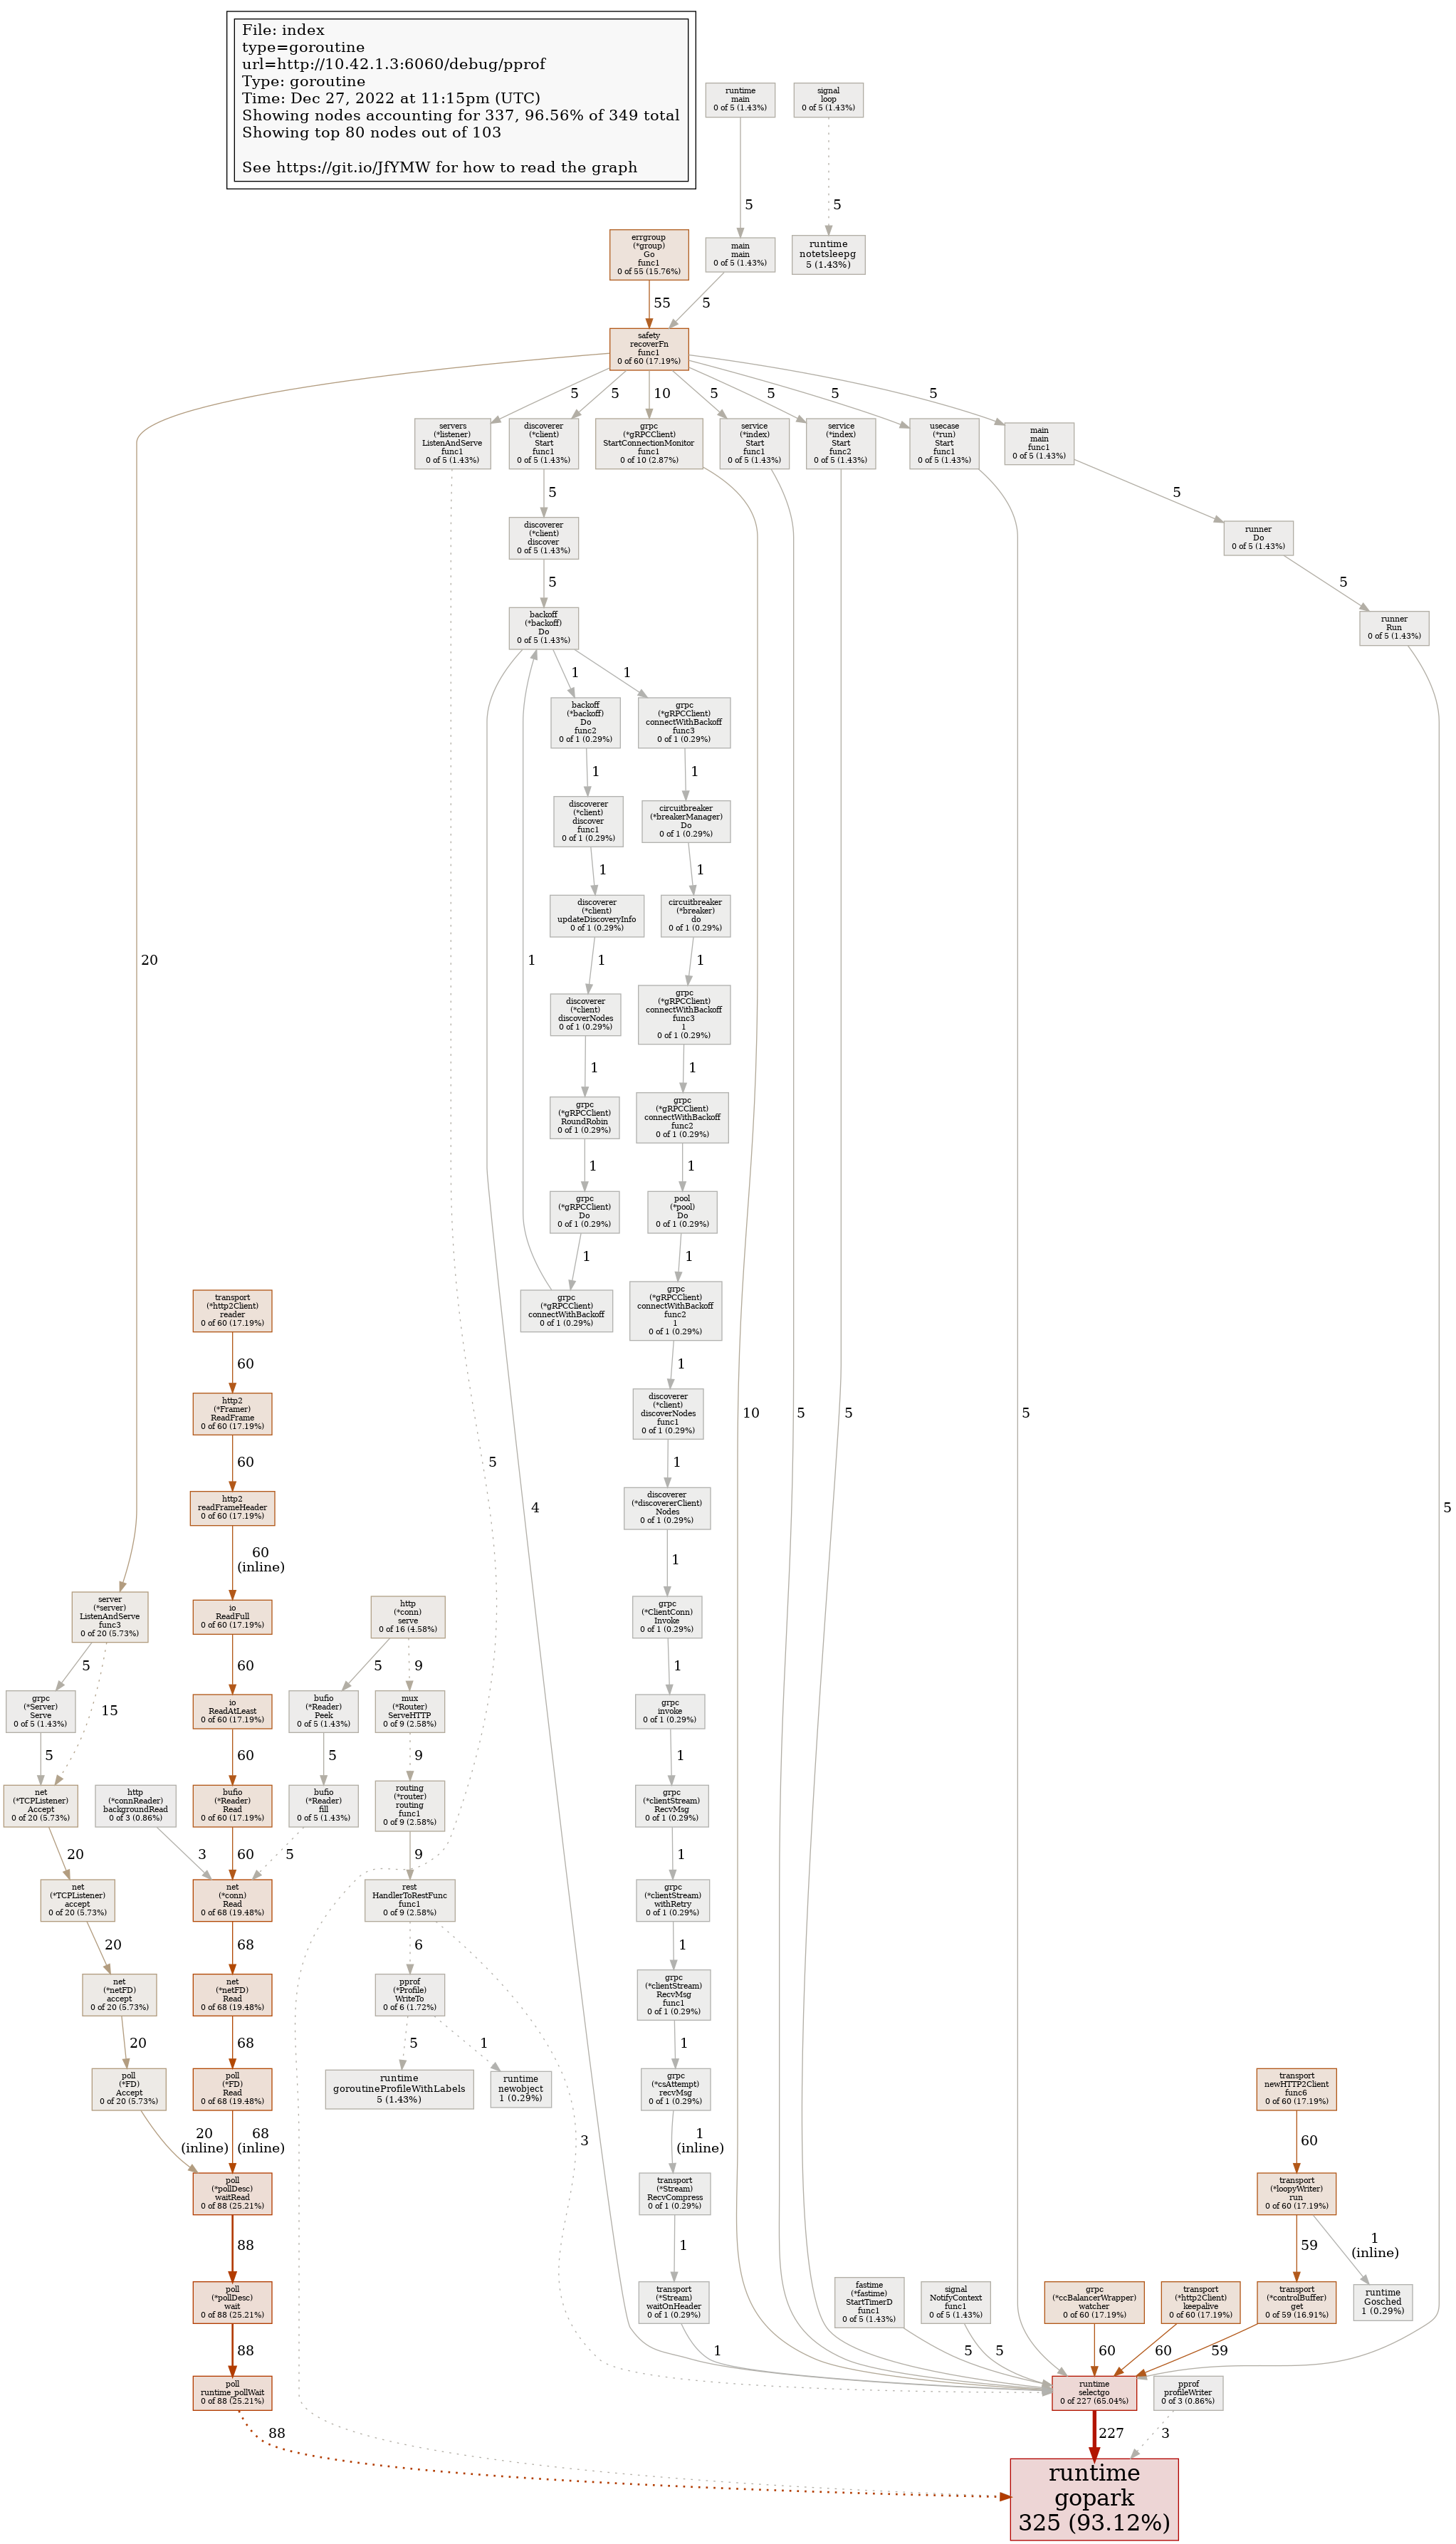 File: index
type=goroutine
url=http://10.42.1.3:6060/debug/pprof
Type: goroutine
Time: Dec 27, 2022 at 11:15pm (UTC)
Showing nodes accounting for 337, 96.56% of 349 total
Showing top 80 nodes out of 103
See https://git.io/JfYMW for how to read the graph
runtime
main
0 of 5 (1.43%)
signal
loop
0 of 5 (1.43%)
5
5
errgroup
(*group)
Go
func1
0 of 55 (15.76%)
main
main
0 of 5 (1.43%)
runtime
notetsleepg
5 (1.43%)
55
5
safety
recoverFn
func1
0 of 60 (17.19%)
5
5
10
5
5
5
5
servers
(*listener)
ListenAndServe
func1
0 of 5 (1.43%)
discoverer
(*client)
Start
func1
0 of 5 (1.43%)
grpc
(*gRPCClient)
StartConnectionMonitor
func1
0 of 10 (2.87%)
service
(*index)
Start
func1
0 of 5 (1.43%)
service
(*index)
Start
func2
0 of 5 (1.43%)
usecase
(*run)
Start
func1
0 of 5 (1.43%)
main
main
func1
0 of 5 (1.43%)
5
5
discoverer
(*client)
discover
0 of 5 (1.43%)
runner
Do
0 of 5 (1.43%)
5
5
backoff
(*backoff)
Do
0 of 5 (1.43%)
runner
Run
0 of 5 (1.43%)
1
1
backoff
(*backoff)
Do
func2
0 of 1 (0.29%)
grpc
(*gRPCClient)
connectWithBackoff
func3
0 of 1 (0.29%)
1
1
discoverer
(*client)
discover
func1
0 of 1 (0.29%)
circuitbreaker
(*breakerManager)
Do
0 of 1 (0.29%)
1
1
discoverer
(*client)
updateDiscoveryInfo
0 of 1 (0.29%)
circuitbreaker
(*breaker)
do
0 of 1 (0.29%)
20
1
1
1
discoverer
(*client)
discoverNodes
0 of 1 (0.29%)
grpc
(*gRPCClient)
connectWithBackoff
func3
1
0 of 1 (0.29%)
1
1
grpc
(*gRPCClient)
RoundRobin
0 of 1 (0.29%)
grpc
(*gRPCClient)
connectWithBackoff
func2
0 of 1 (0.29%)
1
1
grpc
(*gRPCClient)
Do
0 of 1 (0.29%)
pool
(*pool)
Do
0 of 1 (0.29%)
1
1
transport
(*http2Client)
reader
0 of 60 (17.19%)
grpc
(*gRPCClient)
connectWithBackoff
0 of 1 (0.29%)
grpc
(*gRPCClient)
connectWithBackoff
func2
1
0 of 1 (0.29%)
60
1
http2
(*Framer)
ReadFrame
0 of 60 (17.19%)
discoverer
(*client)
discoverNodes
func1
0 of 1 (0.29%)
10
5
5
5
60
5
1
http2
readFrameHeader
0 of 60 (17.19%)
4
discoverer
(*discovererClient)
Nodes
0 of 1 (0.29%)
5
60
(inline)
1
server
(*server)
ListenAndServe
func3
0 of 20 (5.73%)
io
ReadFull
0 of 60 (17.19%)
http
(*conn)
serve
0 of 16 (4.58%)
grpc
(*ClientConn)
Invoke
0 of 1 (0.29%)
5
60
5
9
1
grpc
(*Server)
Serve
0 of 5 (1.43%)
15
io
ReadAtLeast
0 of 60 (17.19%)
bufio
(*Reader)
Peek
0 of 5 (1.43%)
mux
(*Router)
ServeHTTP
0 of 9 (2.58%)
grpc
invoke
0 of 1 (0.29%)
5
60
5
9
1
net
(*TCPListener)
Accept
0 of 20 (5.73%)
http
(*connReader)
backgroundRead
0 of 3 (0.86%)
bufio
(*Reader)
Read
0 of 60 (17.19%)
bufio
(*Reader)
fill
0 of 5 (1.43%)
routing
(*router)
routing
func1
0 of 9 (2.58%)
grpc
(*clientStream)
RecvMsg
0 of 1 (0.29%)
20
3
60
5
9
1
net
(*TCPListener)
accept
0 of 20 (5.73%)
net
(*conn)
Read
0 of 68 (19.48%)
rest
HandlerToRestFunc
func1
0 of 9 (2.58%)
grpc
(*clientStream)
withRetry
0 of 1 (0.29%)
20
68
6
1
net
(*netFD)
accept
0 of 20 (5.73%)
net
(*netFD)
Read
0 of 68 (19.48%)
pprof
(*Profile)
WriteTo
0 of 6 (1.72%)
grpc
(*clientStream)
RecvMsg
func1
0 of 1 (0.29%)
20
68
5
1
1
poll
(*FD)
Accept
0 of 20 (5.73%)
poll
(*FD)
Read
0 of 68 (19.48%)
runtime
goroutineProfileWithLabels
5 (1.43%)
runtime
newobject
1 (0.29%)
grpc
(*csAttempt)
recvMsg
0 of 1 (0.29%)
transport
newHTTP2Client
func6
0 of 60 (17.19%)
20
(inline)
68
(inline)
3
1
(inline)
60
poll
(*pollDesc)
waitRead
0 of 88 (25.21%)
transport
(*Stream)
RecvCompress
0 of 1 (0.29%)
transport
(*loopyWriter)
run
0 of 60 (17.19%)
88
1
59
1
(inline)
poll
(*pollDesc)
wait
0 of 88 (25.21%)
transport
(*Stream)
waitOnHeader
0 of 1 (0.29%)
fastime
(*fastime)
StartTimerD
func1
0 of 5 (1.43%)
signal
NotifyContext
func1
0 of 5 (1.43%)
grpc
(*ccBalancerWrapper)
watcher
0 of 60 (17.19%)
transport
(*http2Client)
keepalive
0 of 60 (17.19%)
transport
(*controlBuffer)
get
0 of 59 (16.91%)
runtime
Gosched
1 (0.29%)
88
1
5
5
60
60
59
poll
runtime_pollWait
0 of 88 (25.21%)
runtime
selectgo
0 of 227 (65.04%)
pprof
profileWriter
0 of 3 (0.86%)
88
227
3
runtime
gopark
325 (93.12%)